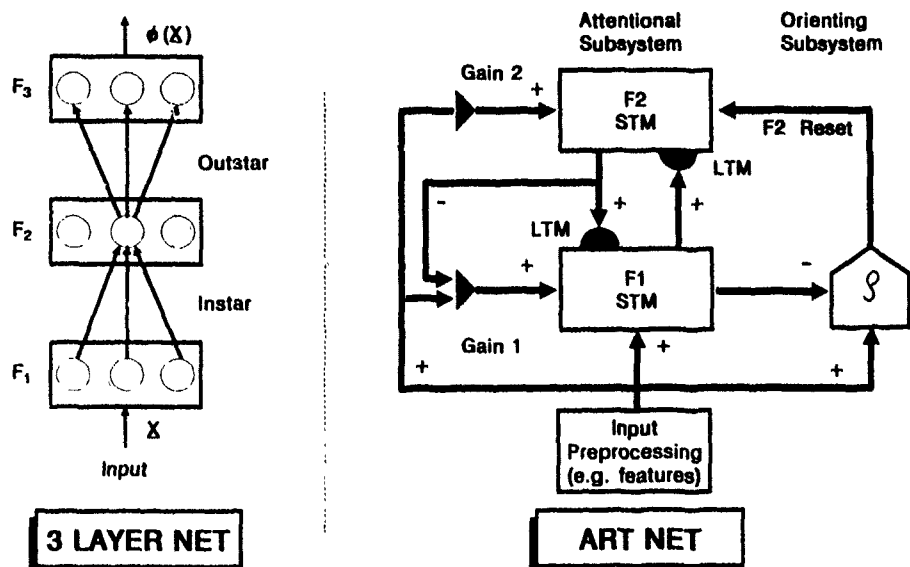 ϕ(X)
F3
Outstar
F2
Instar
F1
X
Input
3 LAYER NET
Attentional
Subsystem
Orienting
Subsystem
Gain 2
+
F2
STM
F2 Reset
LTM
-
+
+
LTM
+
F1
STM
-
ρ
Gain 1
+
+
+
Input
Preprocessing
(e.g. features)
ART NET